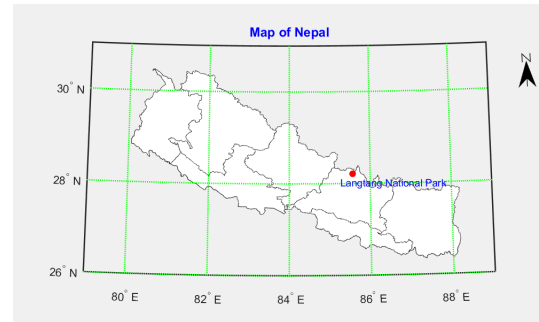 Map of Nepal
N
30° N
28° N
Langtang National Park
26° N
80° E
82° E
84° E
86° E
88° E